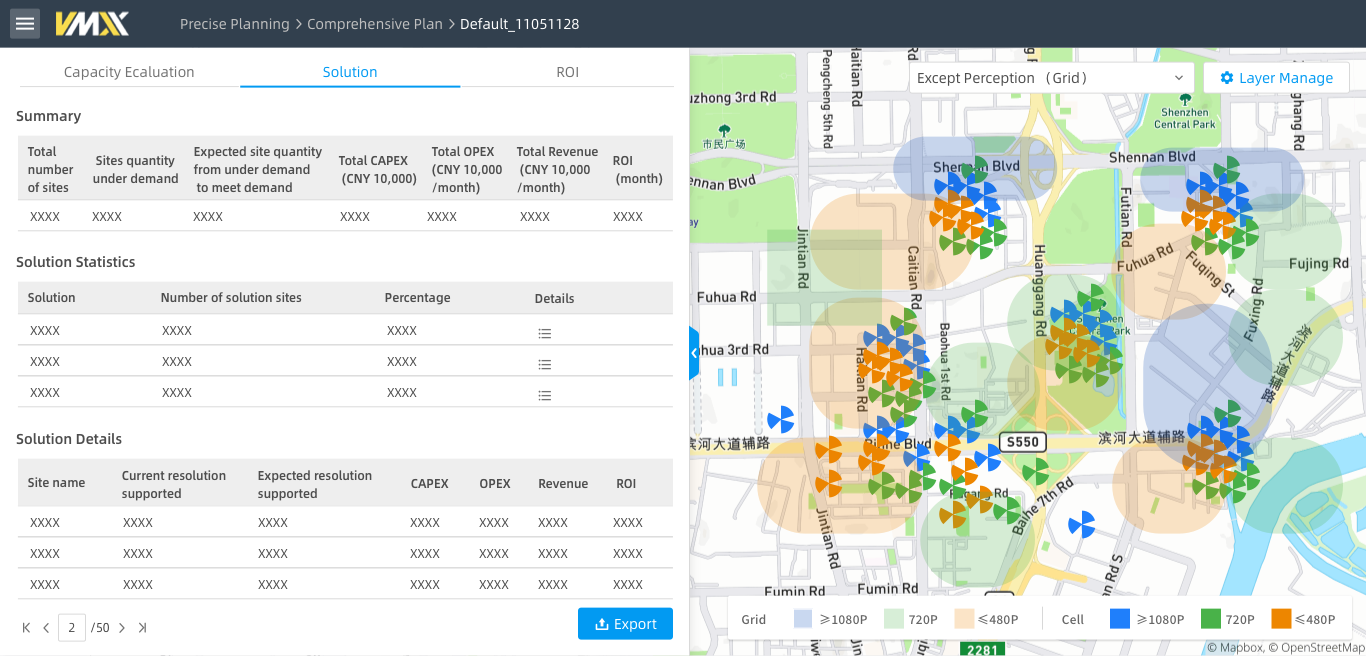 VMX
Precise Planning > Comprehensive Plan > Default_11051128
Capacity Ecaluation
Solution
ROI
Summary
Total number of sites
Sites quantity under demand
Expected site quantity from under demand to meet demand
Total CAPEX (CNY 10,000)
Total OPEX (CNY 10,000 /month)
Total Revenue (CNY 10,000 /month)
ROI (month)
XXXX XXXX XXXX XXXX XXXX XXXX XXXX
Solution Statistics
Solution Number of solution sites Percentage Details
XXXX XXXX XXXX
XXXX XXXX XXXX
XXXX XXXX XXXX
Solution Details
Site name
Current resolution supported
Expected resolution supported
CAPEX OPEX Revenue ROI
XXXX XXXX XXXX XXXX XXXX XXXX XXXX
XXXX XXXX XXXX XXXX XXXX XXXX XXXX
XXXX XXXX XXXX XXXX XXXX XXXX XXXX
2 /50
Export
Except Perception (Grid)
Layer Manage
uzhong 3rd Rd
Pengcheng 5th Rd
Haitian Rd
Shenzhen
Central Park
市民广场
Shennan Blvd
Shennan Blvd
ennan Blvd
Jintian Rd
Caitian Rd
Huanggang Rd
Futian Rd
Fuhua Rd
Fuqing St
Fujing Rd
Fuxing Rd
Fuhua Rd
hua 3rd Rd
Baohua 1st Rd
滨河大道辅路
滨河大道辅路
S550
滨河大道辅路
Binhe Blvd
Baihe 7th Rd
Jintian Rd
Fumin Rd
Fumin Rd
Grid ≥1080P 720P ≤480P Cell ≥1080P 720P ≤480P
2281
© Mapbox, © OpenStreetMap